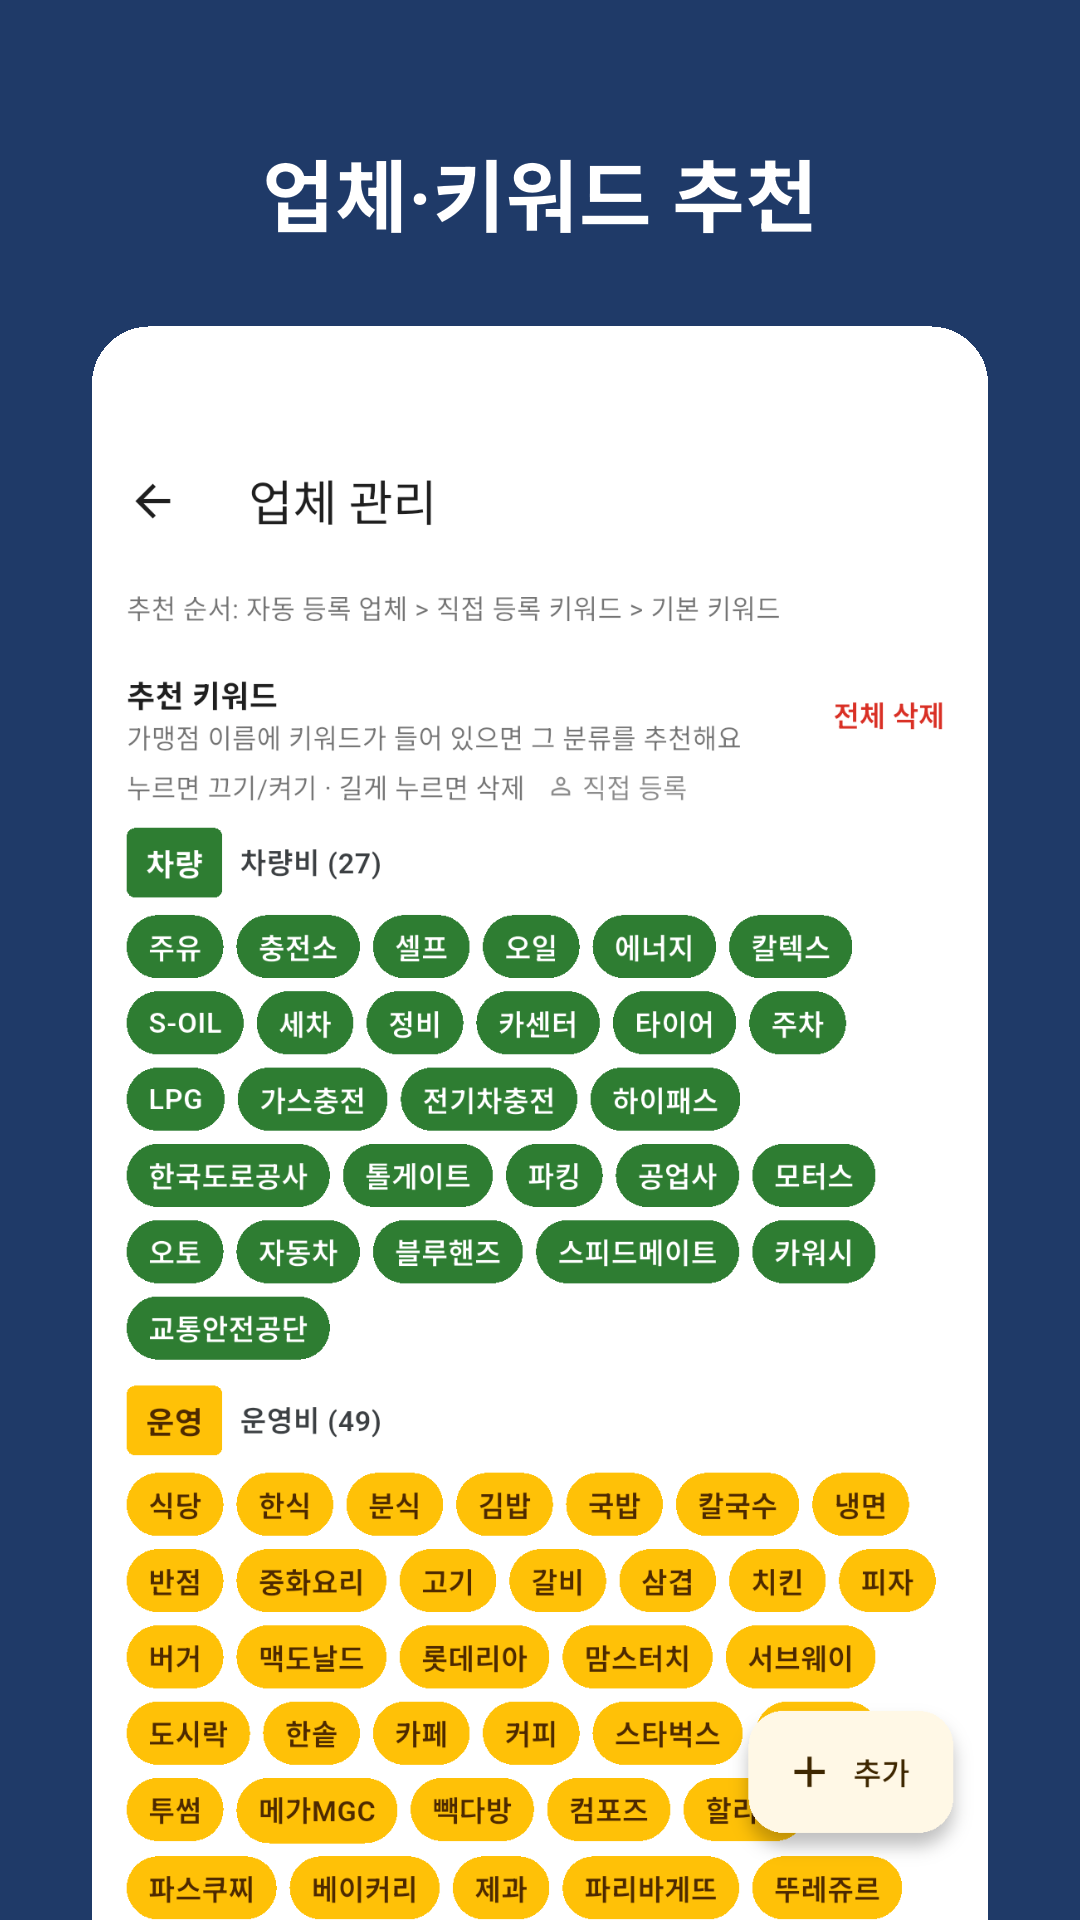 업체·키워드 추천
업체 관리
추천 순서: 자동 등록 업체 > 직접 등록 키워드 > 기본 키워드
추천 키워드
전체 삭제
가맹점 이름에 키워드가 들어 있으면 그 분류를 추천해요
누르면 끄기/켜기 · 길게 누르면 삭제 직접 등록
차량 차량비 (27)
주유 충전소 셀프 오일 에너지 칼텍스
S-OIL 세차 정비 카센터 타이어 주차
LPG 가스충전 전기차충전 하이패스
한국도로공사 톨게이트 파킹 공업사 모터스
오토 자동차 블루핸즈 스피드메이트 카워시
교통안전공단
운영 운영비 (49)
식당 한식 분식 김밥 국밥 칼국수 냉면
반점 중화요리 고기 갈비 삼겹 치킨 피자
버거 맥도날드 롯데리아 맘스터치 서브웨이
도시락 한솥 카페 커피 스타벅스
추가
투썸 메가MGC 빽다방 컴포즈
파스쿠찌 베이커리 제과 파리바게뜨 뚜레쥬르